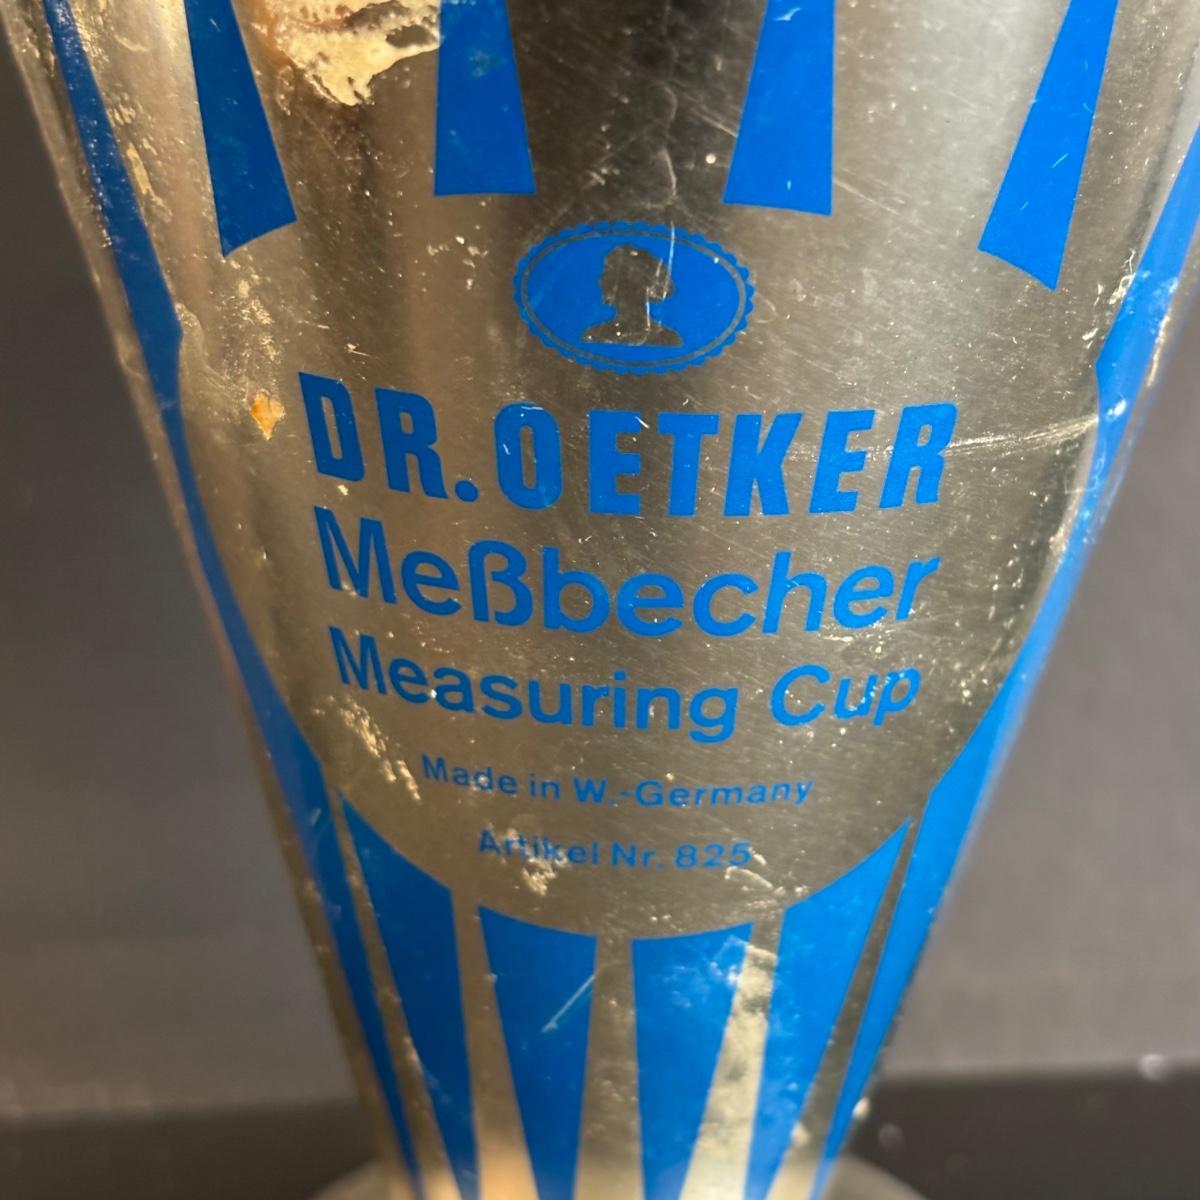 DR. OETKER
Meßbecher
Measuring Cup
Made in W.-Germany
Artikel Nr. 825